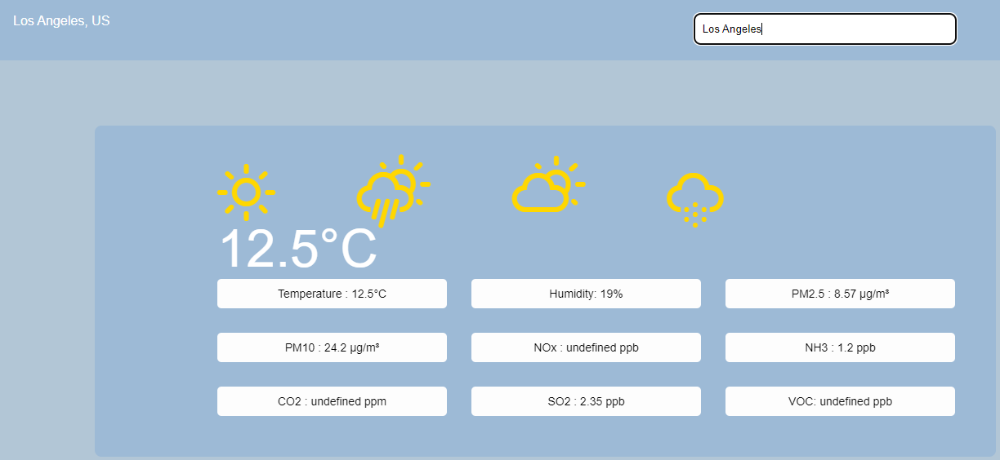 Los Angeles, US
Los Angeles
12.5°C
Temperature : 12.5°C
Humidity: 19%
PM2.5 : 8.57 µg/m³
PM10 : 24.2 µg/m³
NOx : undefined ppb
NH3 : 1.2 ppb
CO2 : undefined ppm
SO2 : 2.35 ppb
VOC: undefined ppb